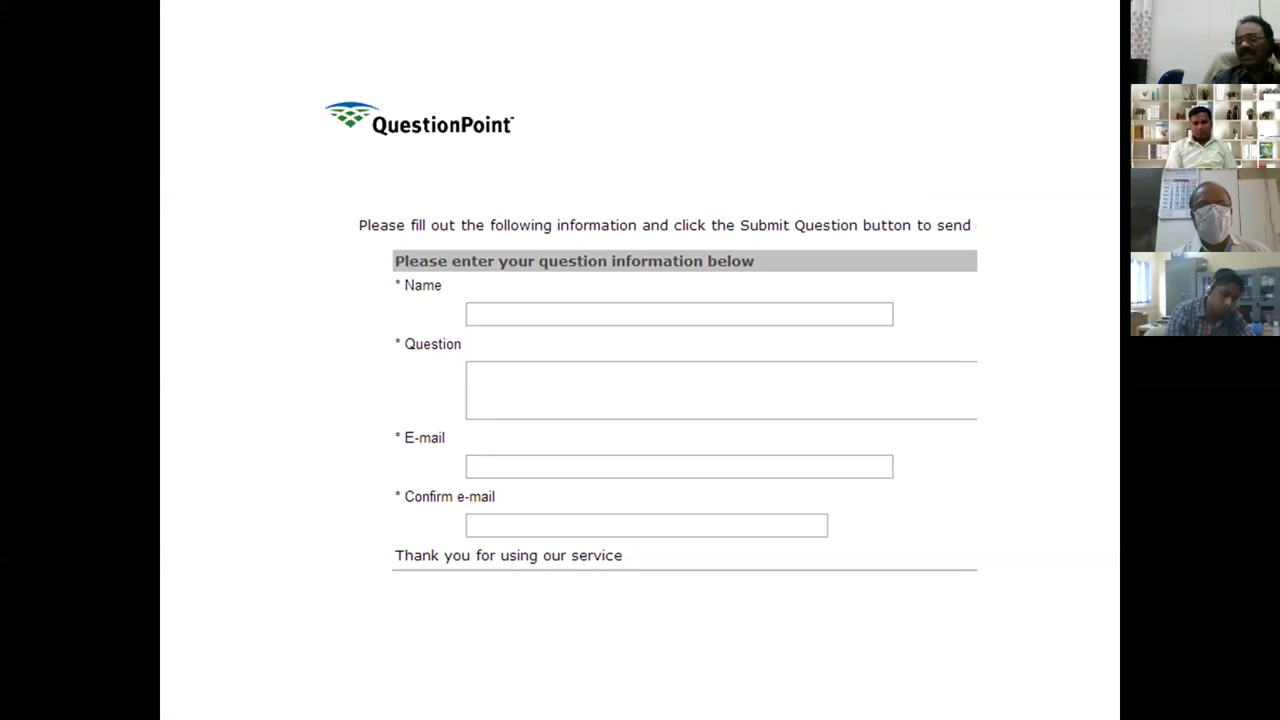 QuestionPoint
Please fill out the following information and click the Submit Question button to send
Please enter your question information below
* Name
* Question
* E-mail
* Confirm e-mail
Thank you for using our service